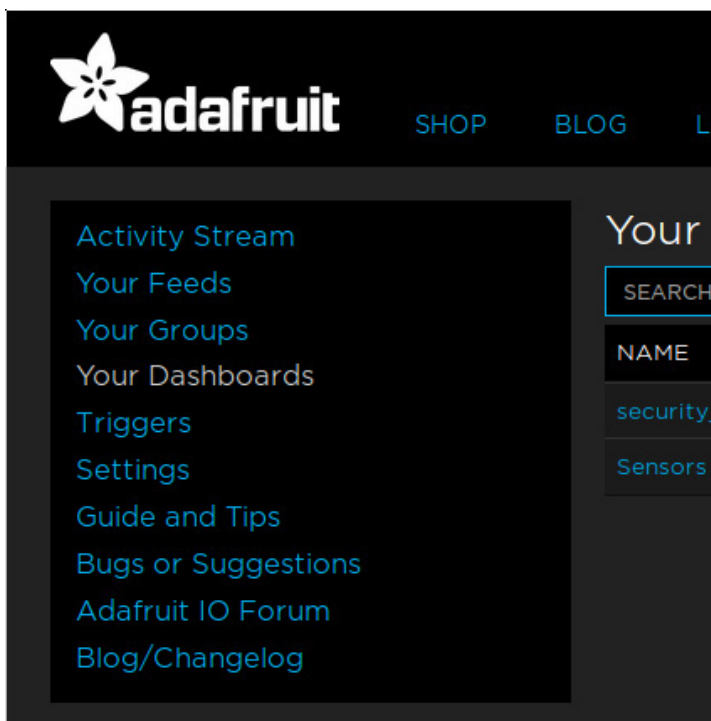 adafruit
SHOP BLOG L
Activity Stream
Your Feeds
Your Groups
Your Dashboards
Triggers
Settings
Guide and Tips
Bugs or Suggestions
Adafruit IO Forum
Blog/Changelog
Your
SEARCH
NAME
security_
Sensors